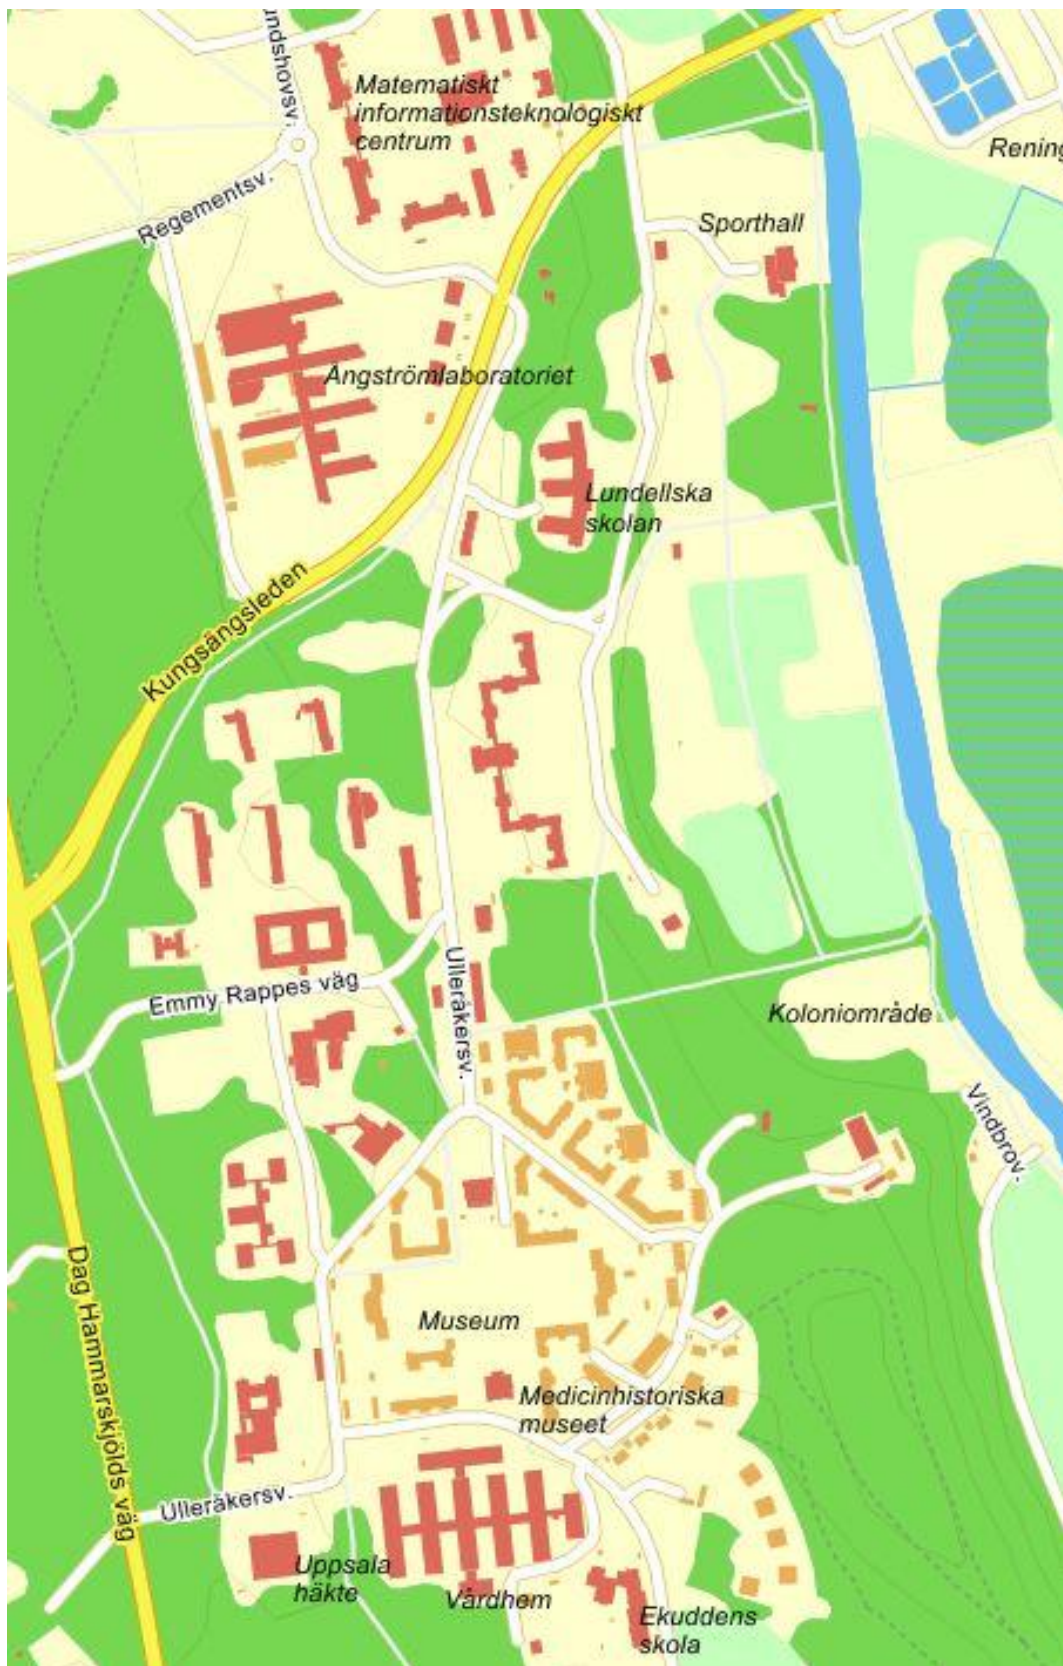 undshovsv.
Matematiskt
informationsteknologiskt
centrum
Rening
Regementsv.
Sporthall
Ångströmlaboratoriet
Lundellska
skolan
Kungsängsleden
Ulleråkersv.
Emmy Rappes väg
Koloniområde
Vindbrov.
Dag Hammarskjölds väg
Museum
Medicinhistoriska
museet
Ulleråkersv.
Uppsala
häkte
Vårdhem
Ekuddens
skola